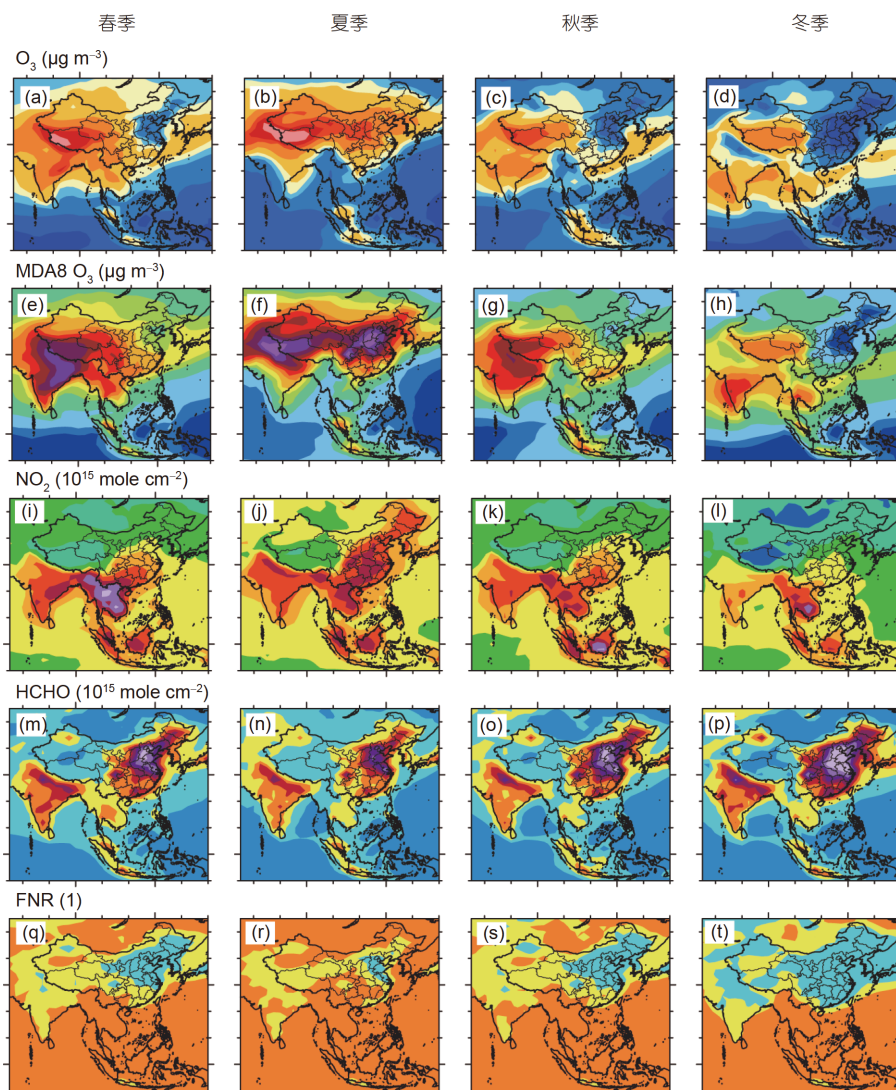 春季 夏季 秋季 冬季
O₃ (μg m⁻³)
(a) (b) (c) (d)
MDA8 O₃ (μg m⁻³)
(e) (f) (g) (h)
NO₂ (10¹⁵ mole cm⁻²)
(i) (j) (k) (l)
HCHO (10¹⁵ mole cm⁻²)
(m) (n) (o) (p)
FNR (1)
(q) (r) (s) (t)